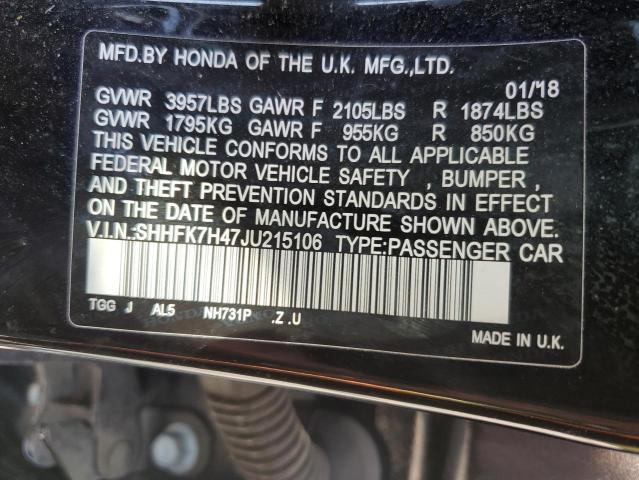 MFD.BY HONDA OF THE U.K. MFG.,LTD.
01/'18
GVWR 3957LBS GAWR F 2105LBS R 1874LBS
GVWR 1795KG GAWR F 955KG R 850KG
THIS VEHICLE CONFORMS TO ALL APPLICABLE
FEDERAL MOTOR VEHICLE SAFETY , BUMPER ,
AND THEFT PREVENTION STANDARDS IN EFFECT
ON THE DATE OF MANUFACTURE SHOWN ABOVE.
V.I.N.:SHHFK7H47JU215106 TYPE:PASSENGER CAR
TGG J AL5 NH731P .Z .U
MADE IN U.K.